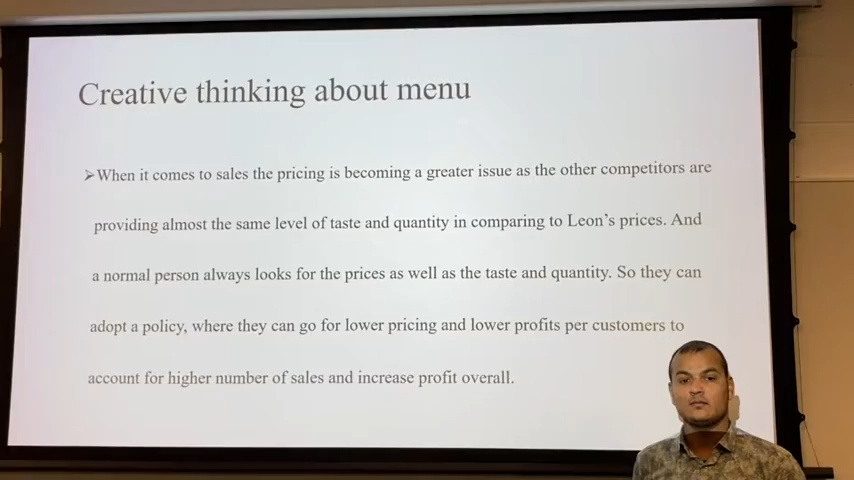 Creative thinking about menu
➢When it comes to sales the pricing is becoming a greater issue as the other competitors are
providing almost the same level of taste and quantity in comparing to Leon's prices. And
a normal person always looks for the prices as well as the taste and quantity. So they can
adopt a policy, where they can go for lower pricing and lower profits per customers to
account for higher number of sales and increase profit overall.